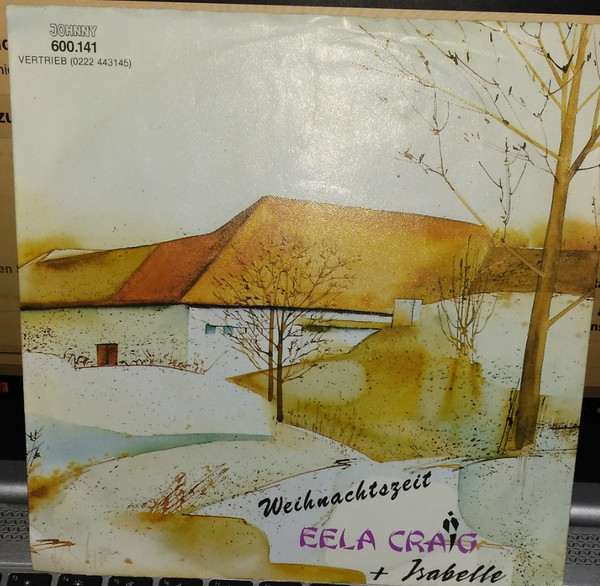 JOHNNY
600.141
VERTRIEB (0222 443145)
Weihnachtszeit
EELA CRAIG
+ Isabelle